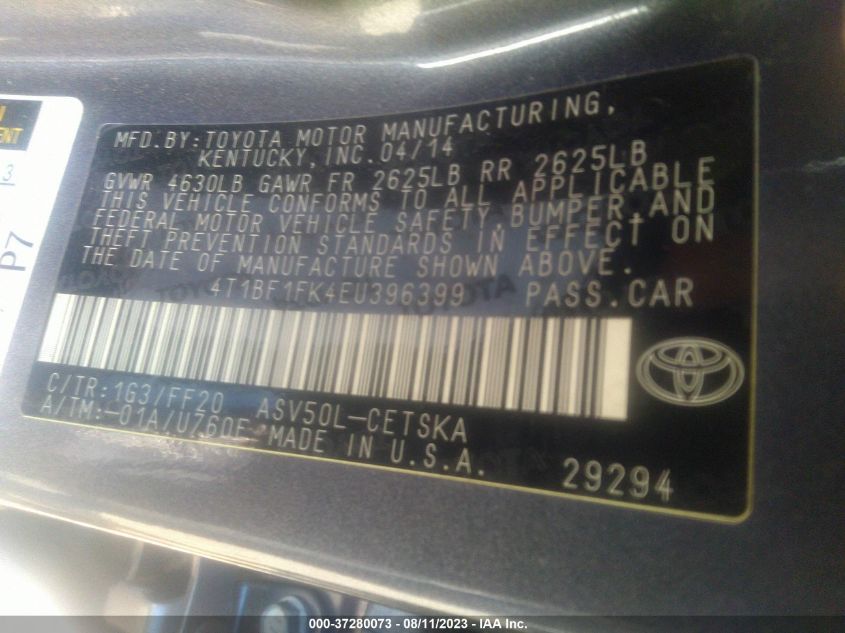 MFD. BY: TOYOTA MOTOR MANUFACTURING,
KENTUCKY, INC. 04/14
GVWR 4630LB GAWR FR 2625LB RR 2625LB
THIS VEHICLE CONFORMS TO ALL APPLICABLE
FEDERAL MOTOR VEHICLE SAFETY, BUMPER, AND
THEFT PREVENTION STANDARDS IN EFFECT ON
THE DATE OF MANUFACTURE SHOWN ABOVE.
4T1BF1FK4EU396399 PASS. CAR
C/TR: 1G3/FF20 ASV50L-CETSKA
A/TM: -01A/U760E MADE IN U.S.A.
29294
P7
3
000-37280073 - 08/11/2023 - IAA Inc.